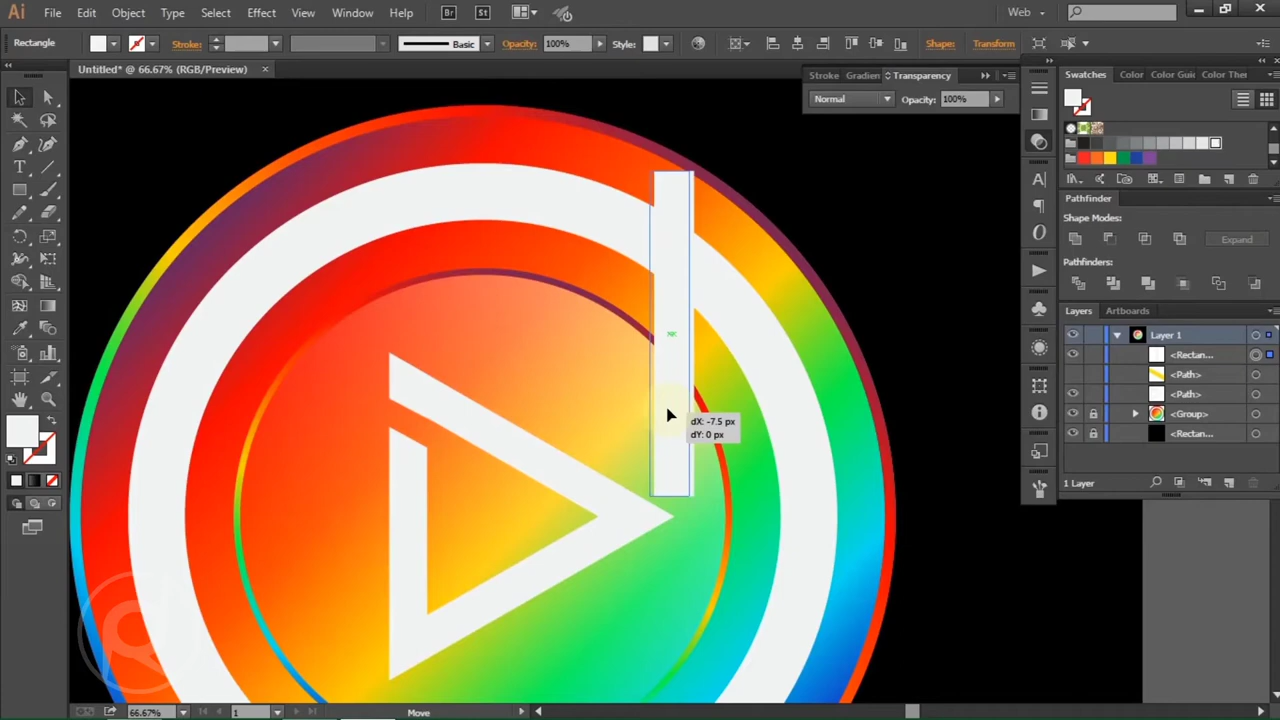 Ai File Edit Object Type Select Effect View Window Help Br St Web
Rectangle Stroke: Basic Opacity: 100% Style: Shape: Transform
Untitled* @ 66.67% (RGB/Preview) ×
Stroke Gradien Transparency
Normal Opacity: 100%
Swatches Color Color Guid Color Ther
Pathfinder
Shape Modes:
Expand
Pathfinders:
Layers Artboards
Layer 1
<Rectan...
<Path>
<Path>
<Group>
<Rectan...
1 Layer
dX: -7.5 px
dY: 0 px
66.67% 1 Move